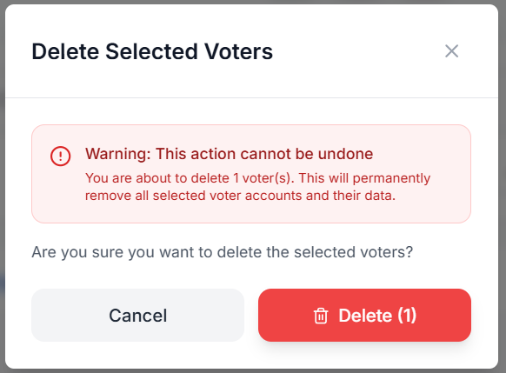 Delete Selected Voters
Warning: This action cannot be undone
You are about to delete 1 voter(s). This will permanently
remove all selected voter accounts and their data.
Are you sure you want to delete the selected voters?
Cancel
Delete (1)